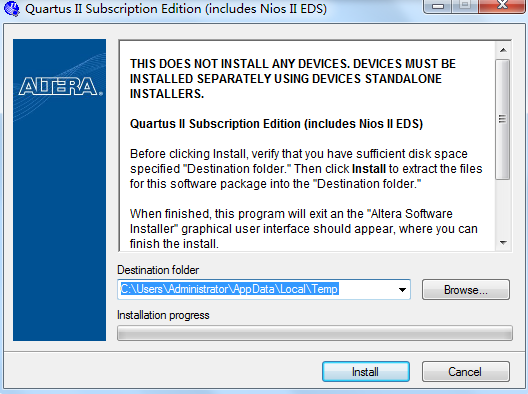 Quartus II Subscription Edition (includes Nios II EDS)
ALTERA.
THIS DOES NOT INSTALL ANY DEVICES. DEVICES MUST BE
INSTALLED SEPARATELY USING DEVICES STANDALONE
INSTALLERS.
Quartus II Subscription Edition (includes Nios II EDS)
Before clicking Install, verify that you have sufficient disk space
specified "Destination folder." Then click Install to extract the files
for this software package into the "Destination folder."
When finished, this program will exit an the "Altera Software
Installer" graphical user interface should appear, where you can
finish the install.
Destination folder
C:\Users\Administrator\AppData\Local\Temp
Browse...
Installation progress
Install
Cancel